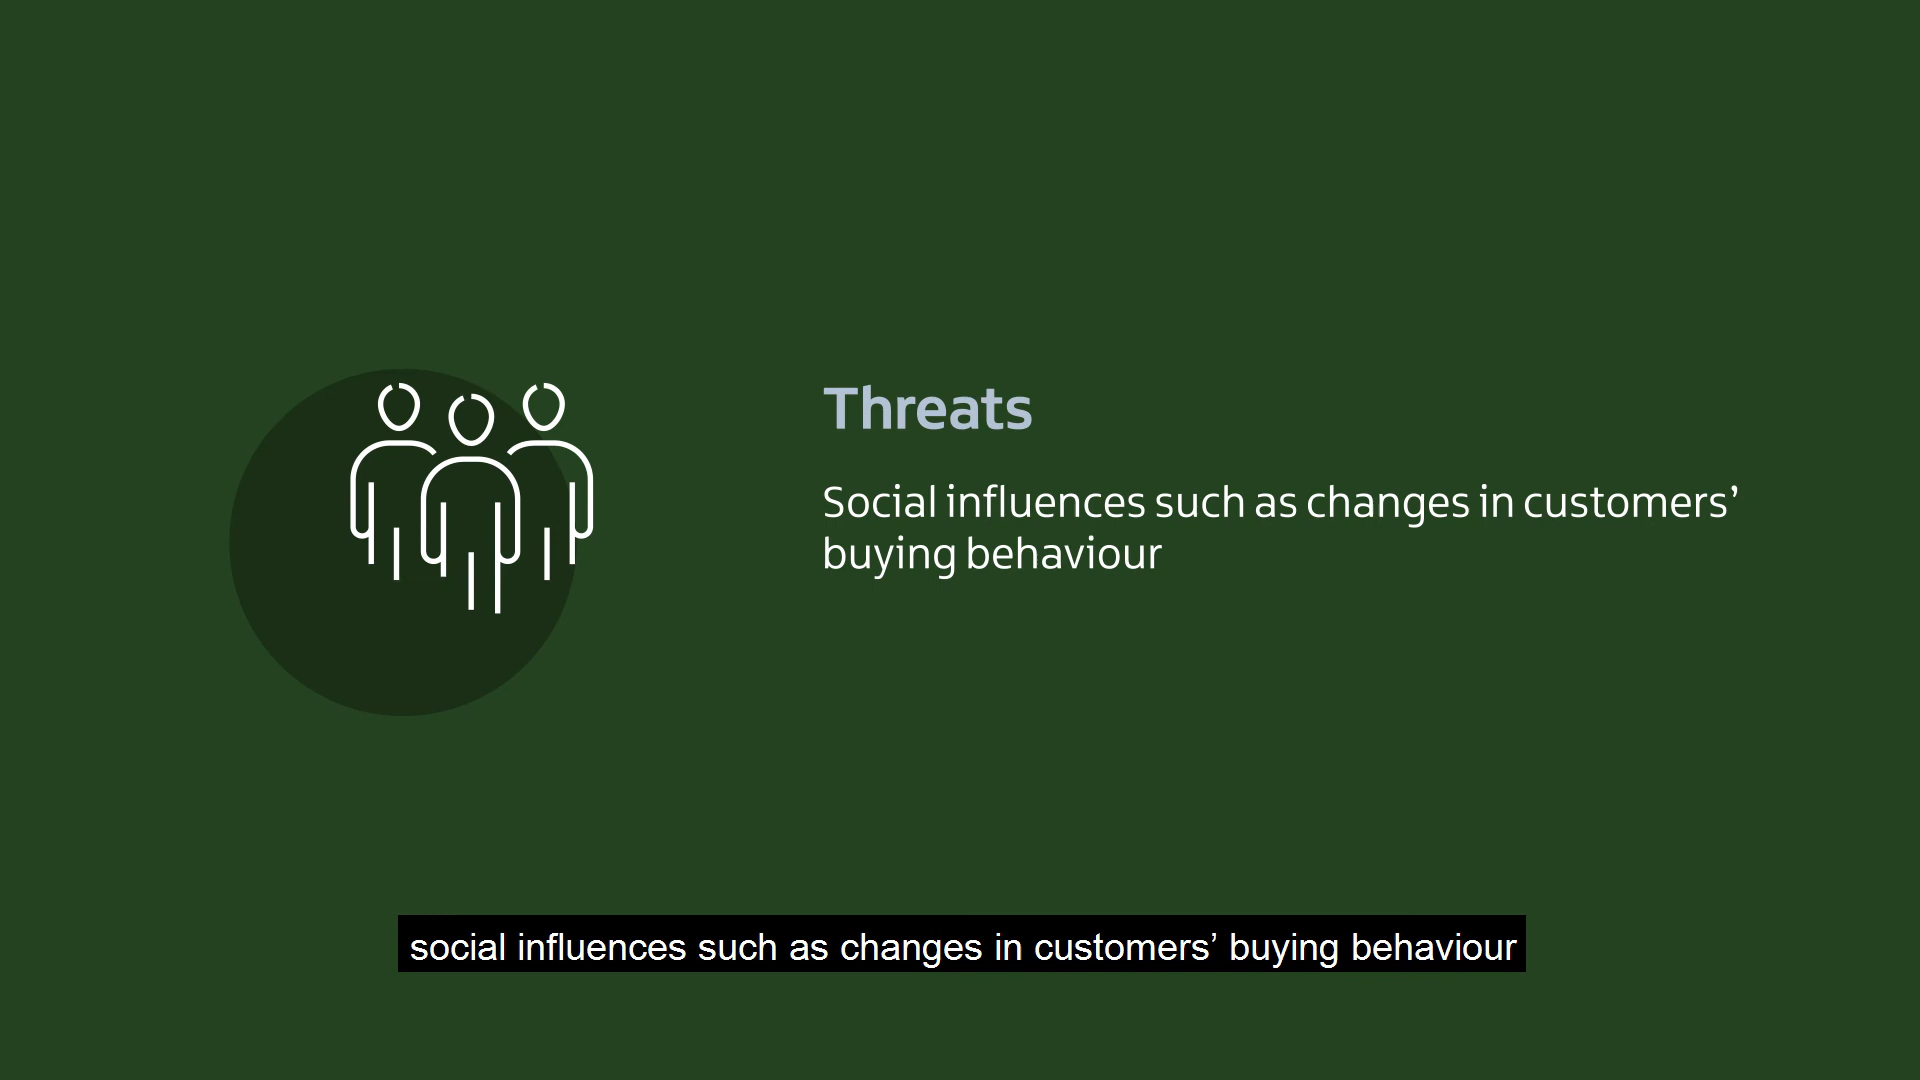 Threats
Social influences such as changes in customers’
buying behaviour
social influences such as changes in customers’ buying behaviour